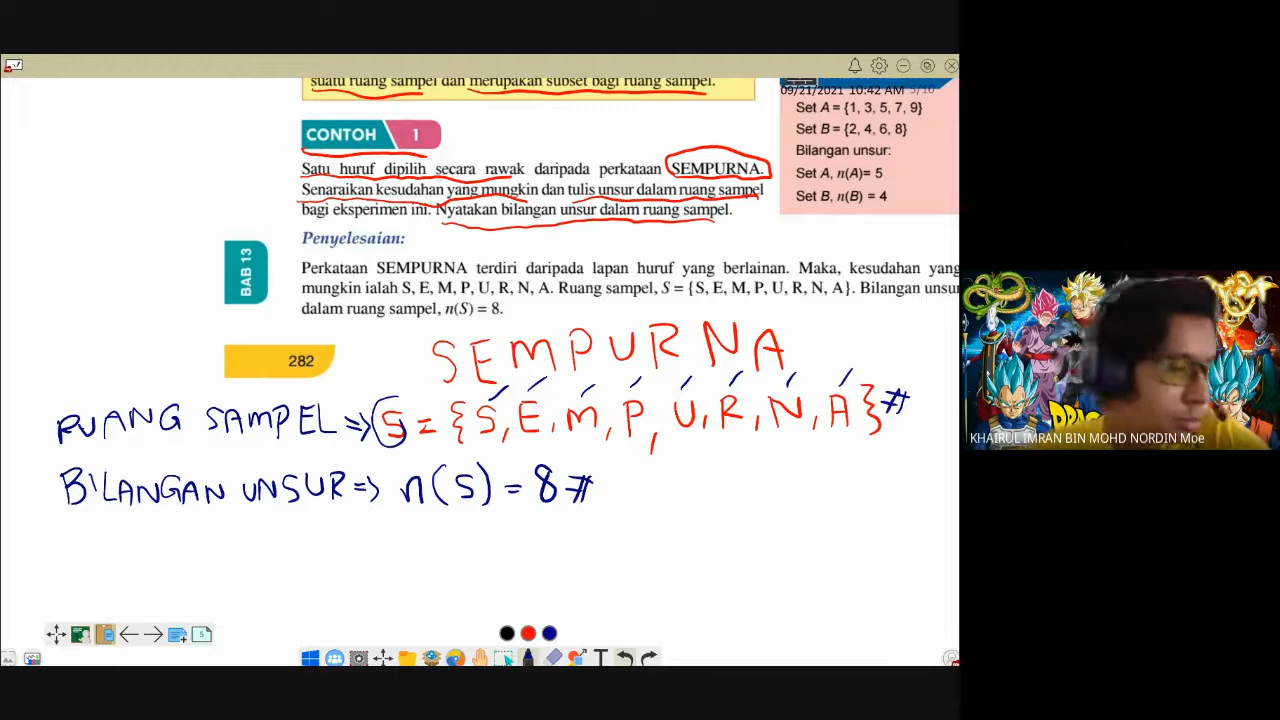 suatu ruang sampel dan merupakan subset bagi ruang sampel.
09/21/2021 10:42 AM 5/10
Set A = {1, 3, 5, 7, 9}
Set B = {2, 4, 6, 8}
Bilangan unsur:
Set A, n(A)= 5
Set B, n(B) = 4
CONTOH 1
Satu huruf dipilih secara rawak daripada perkataan SEMPURNA.
Senaraikan kesudahan yang mungkin dan tulis unsur dalam ruang sampel
bagi eksperimen ini. Nyatakan bilangan unsur dalam ruang sampel.
Penyelesaian:
Perkataan SEMPURNA terdiri daripada lapan huruf yang berlainan. Maka, kesudahan yang
mungkin ialah S, E, M, P, U, R, N, A. Ruang sampel, S = {S, E, M, P, U, R, N, A}. Bilangan unsur
dalam ruang sampel, n(S) = 8.
BAB 13
282
SEMPURNA
RUANG SAMPEL => S = {S, E, M, P, U, R, N, A} #
BILANGAN UNSUR => n(S) = 8 #
KHAIRUL IMRAN BIN MOHD NORDIN Moe
5
T